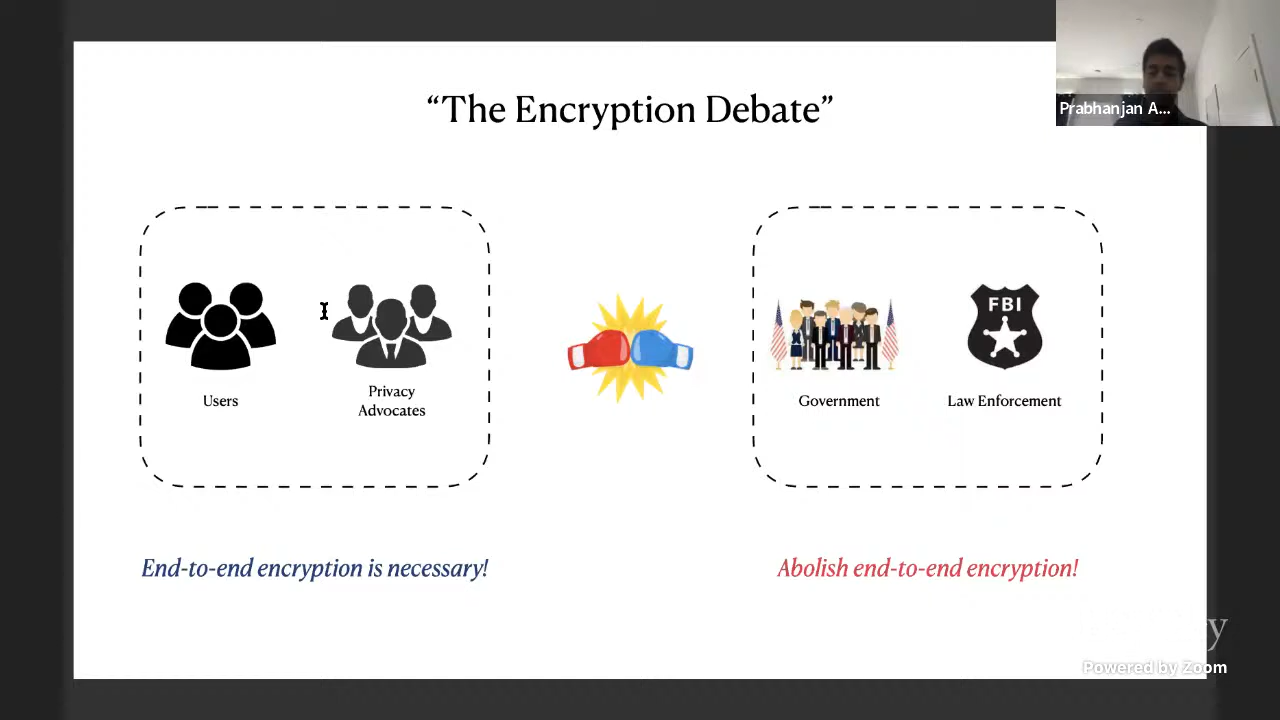 “The Encryption Debate”
Prabhanjan A...
FBI
Users
Privacy
Advocates
Government
Law Enforcement
End-to-end encryption is necessary!
Abolish end-to-end encryption!
Powered by Zoom